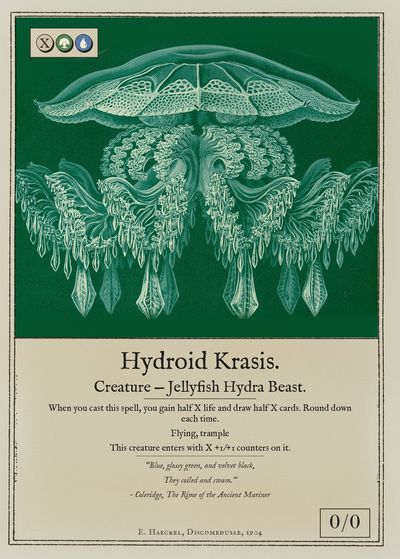 X
Hydroid Krasis.
Creature — Jellyfish Hydra Beast.
When you cast this spell, you gain half X life and draw half X cards. Round down
each time.
Flying, trample
This creature enters with X +1/+1 counters on it.
"Blue, glossy green, and velvet black,
They coiled and swam."
- Coleridge, The Rime of the Ancient Mariner
E. Haeckel, Discomedusae, 1904
0/0